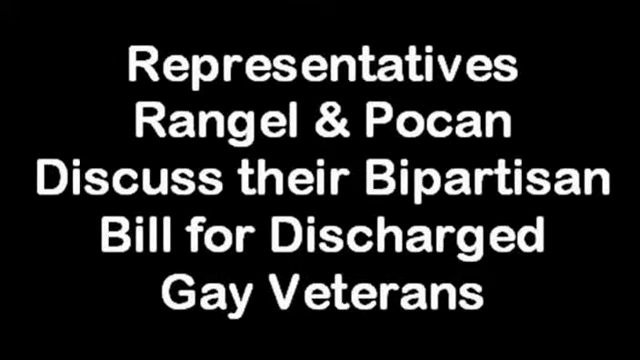 Representatives
Rangel & Pocan
Discuss their Bipartisan
Bill for Discharged
Gay Veterans